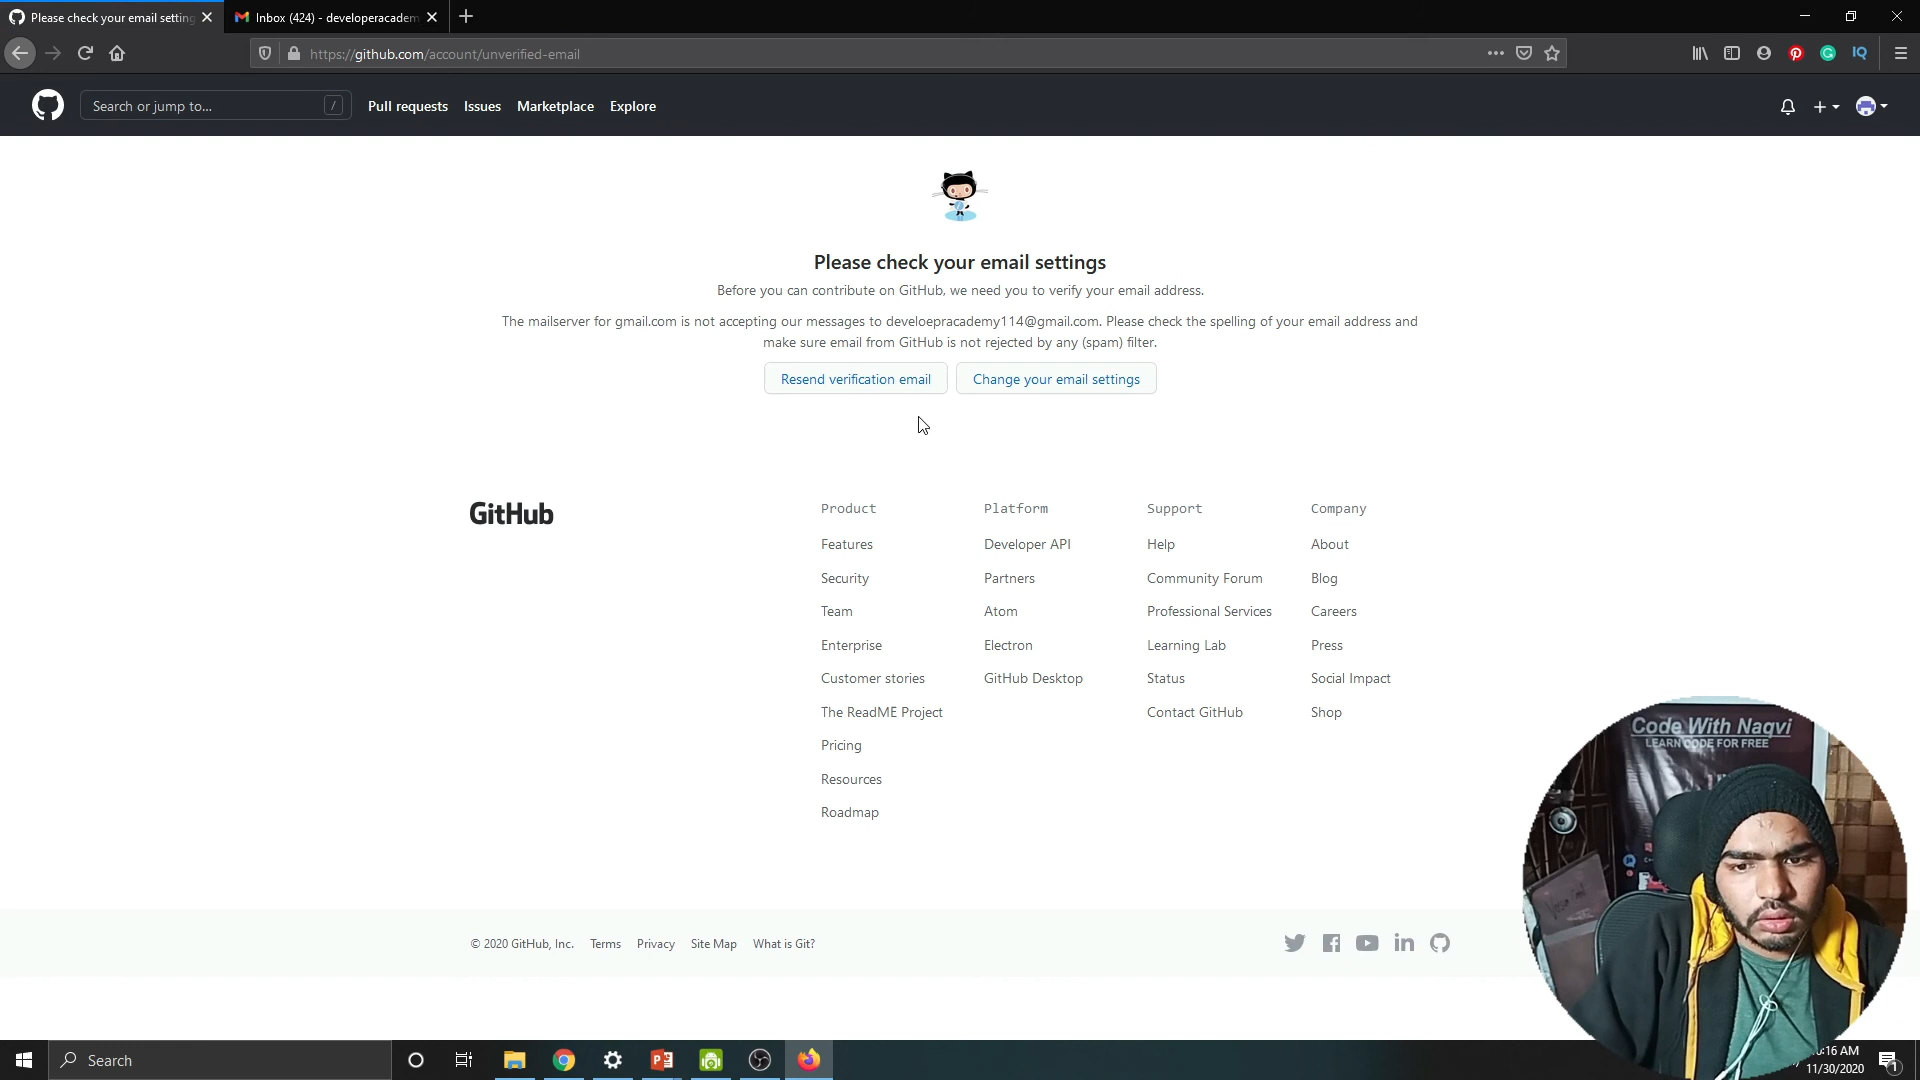 Please check your email setting
Inbox (424) - developeracadem
https://github.com/account/unverified-email
IQ
Search or jump to...
/
Pull requests
Issues
Marketplace
Explore
Please check your email settings
Before you can contribute on GitHub, we need you to verify your email address.
The mailserver for gmail.com is not accepting our messages to develoepracademy114@gmail.com. Please check the spelling of your email address and
make sure email from GitHub is not rejected by any (spam) filter.
Resend verification email
Change your email settings
GitHub
Product
Features
Security
Team
Enterprise
Customer stories
The ReadME Project
Pricing
Resources
Roadmap
Platform
Developer API
Partners
Atom
Electron
GitHub Desktop
Support
Help
Community Forum
Professional Services
Learning Lab
Status
Contact GitHub
Company
About
Blog
Careers
Press
Social Impact
Shop
Code With Naqvi
LEARN CODE FOR FREE
© 2020 GitHub, Inc.
Terms
Privacy
Site Map
What is Git?
Search
:16 AM
11/30/2020
1